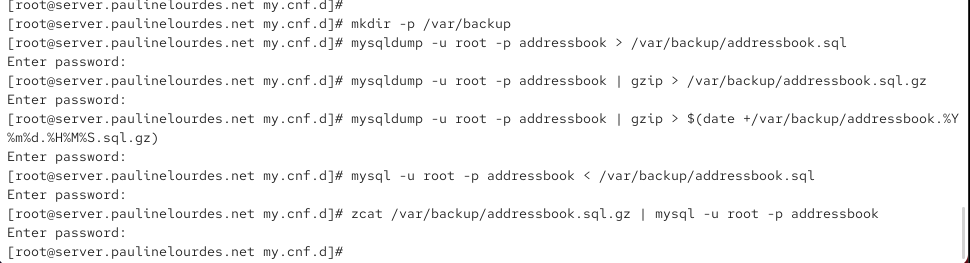 [root@server.paulinelourdes.net my.cnf.d]#
[root@server.paulinelourdes.net my.cnf.d]# mkdir -p /var/backup
[root@server.paulinelourdes.net my.cnf.d]# mysqldump -u root -p addressbook > /var/backup/addressbook.sql
Enter password:
[root@server.paulinelourdes.net my.cnf.d]# mysqldump -u root -p addressbook | gzip > /var/backup/addressbook.sql.gz
Enter password:
[root@server.paulinelourdes.net my.cnf.d]# mysqldump -u root -p addressbook | gzip > $(date +/var/backup/addressbook.%Y
%m%d.%H%M%S.sql.gz)
Enter password:
[root@server.paulinelourdes.net my.cnf.d]# mysql -u root -p addressbook < /var/backup/addressbook.sql
Enter password:
[root@server.paulinelourdes.net my.cnf.d]# zcat /var/backup/addressbook.sql.gz | mysql -u root -p addressbook
Enter password:
[root@server.paulinelourdes.net my.cnf.d]#